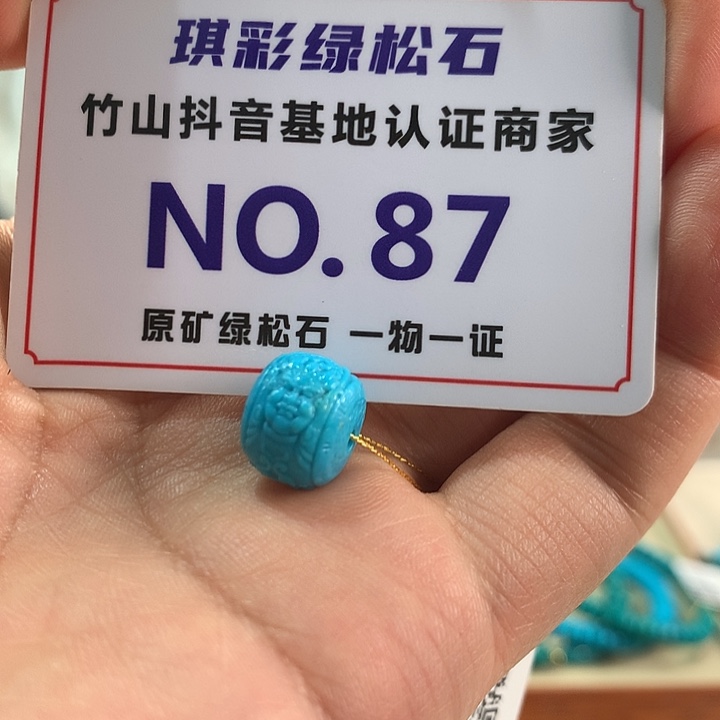 琪彩绿松石
竹山抖音基地认证商家
NO.87
原矿绿松石 一物一证